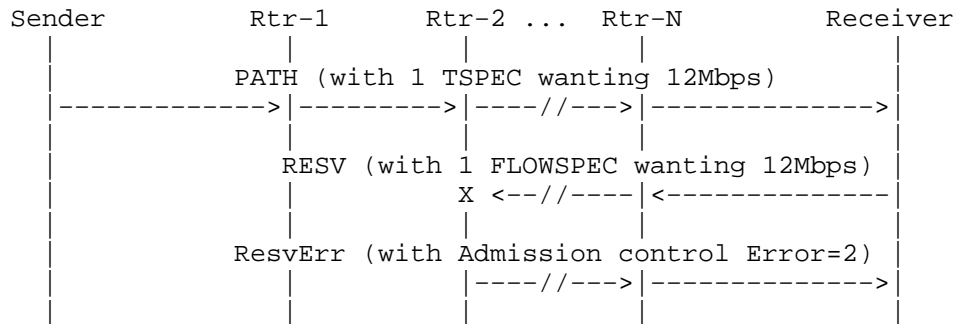 Sender Rtr-1 Rtr-2 ... Rtr-N Receiver
PATH (with 1 TSPEC wanting 12Mbps)
RESV (with 1 FLOWSPEC wanting 12Mbps)
X
ResvErr (with Admission control Error=2)